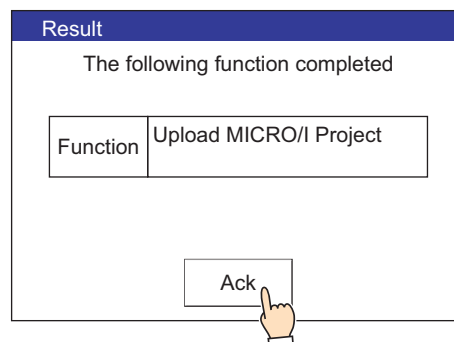 Result
The following function completed
Function
Upload MICRO/I Project
Ack